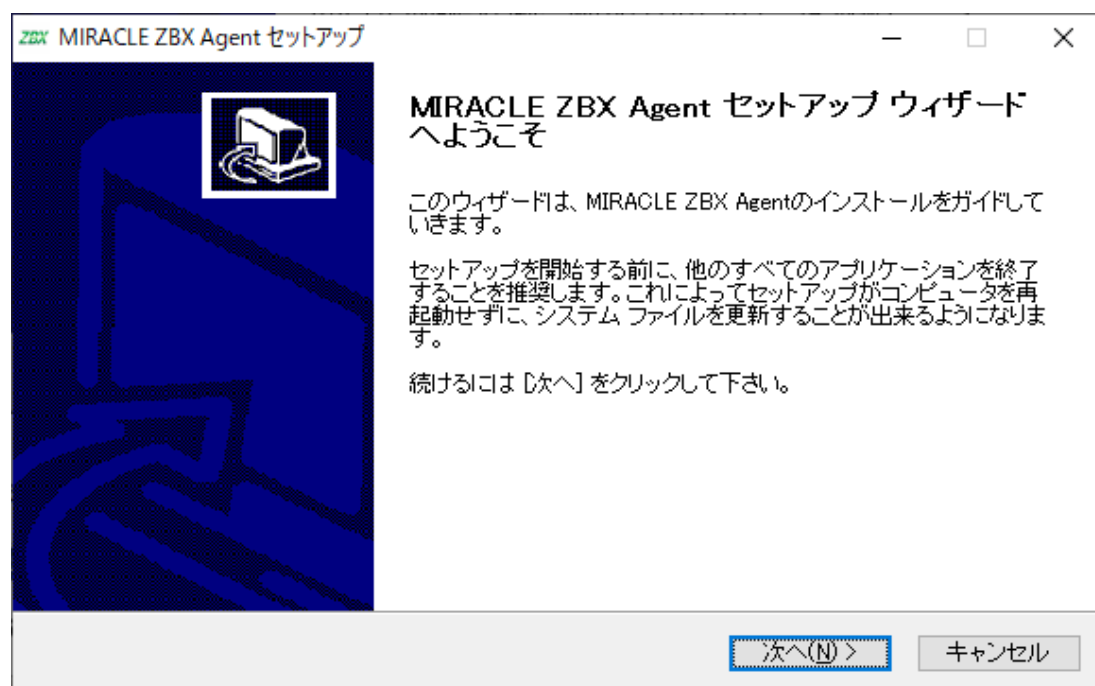 ZBX MIRACLE ZBX Agent セットアップ
MIRACLE ZBX Agent セットアップ ウィザード
へようこそ
このウィザードは、MIRACLE ZBX Agentのインストールをガイドして
いきます。
セットアップを開始する前に、他のすべてのアプリケーションを終了
することを推奨します。これによってセットアップがコンピュータを再
起動せずに、システム ファイルを更新することが出来るようになりま
す。
続けるには [次へ] をクリックして下さい。
次へ(N) >
キャンセル